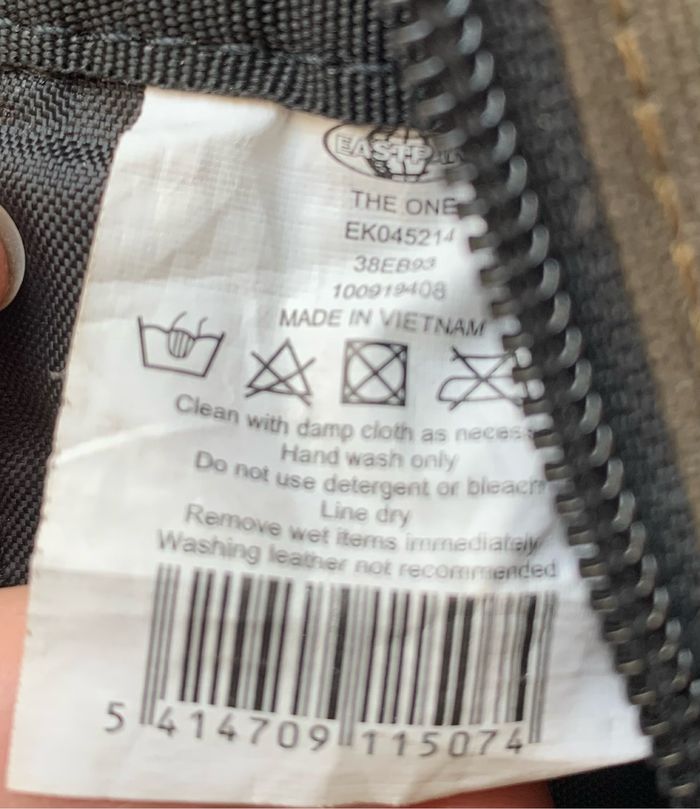 EASTPAK
THE ONE
EK045214
38EB93
100919408
MADE IN VIETNAM
Clean with damp cloth as
Hand wash only
Do not use detergent or bleach
Line dry
Remove wet items immediately
Washing leather not recommended
5 414709 115074